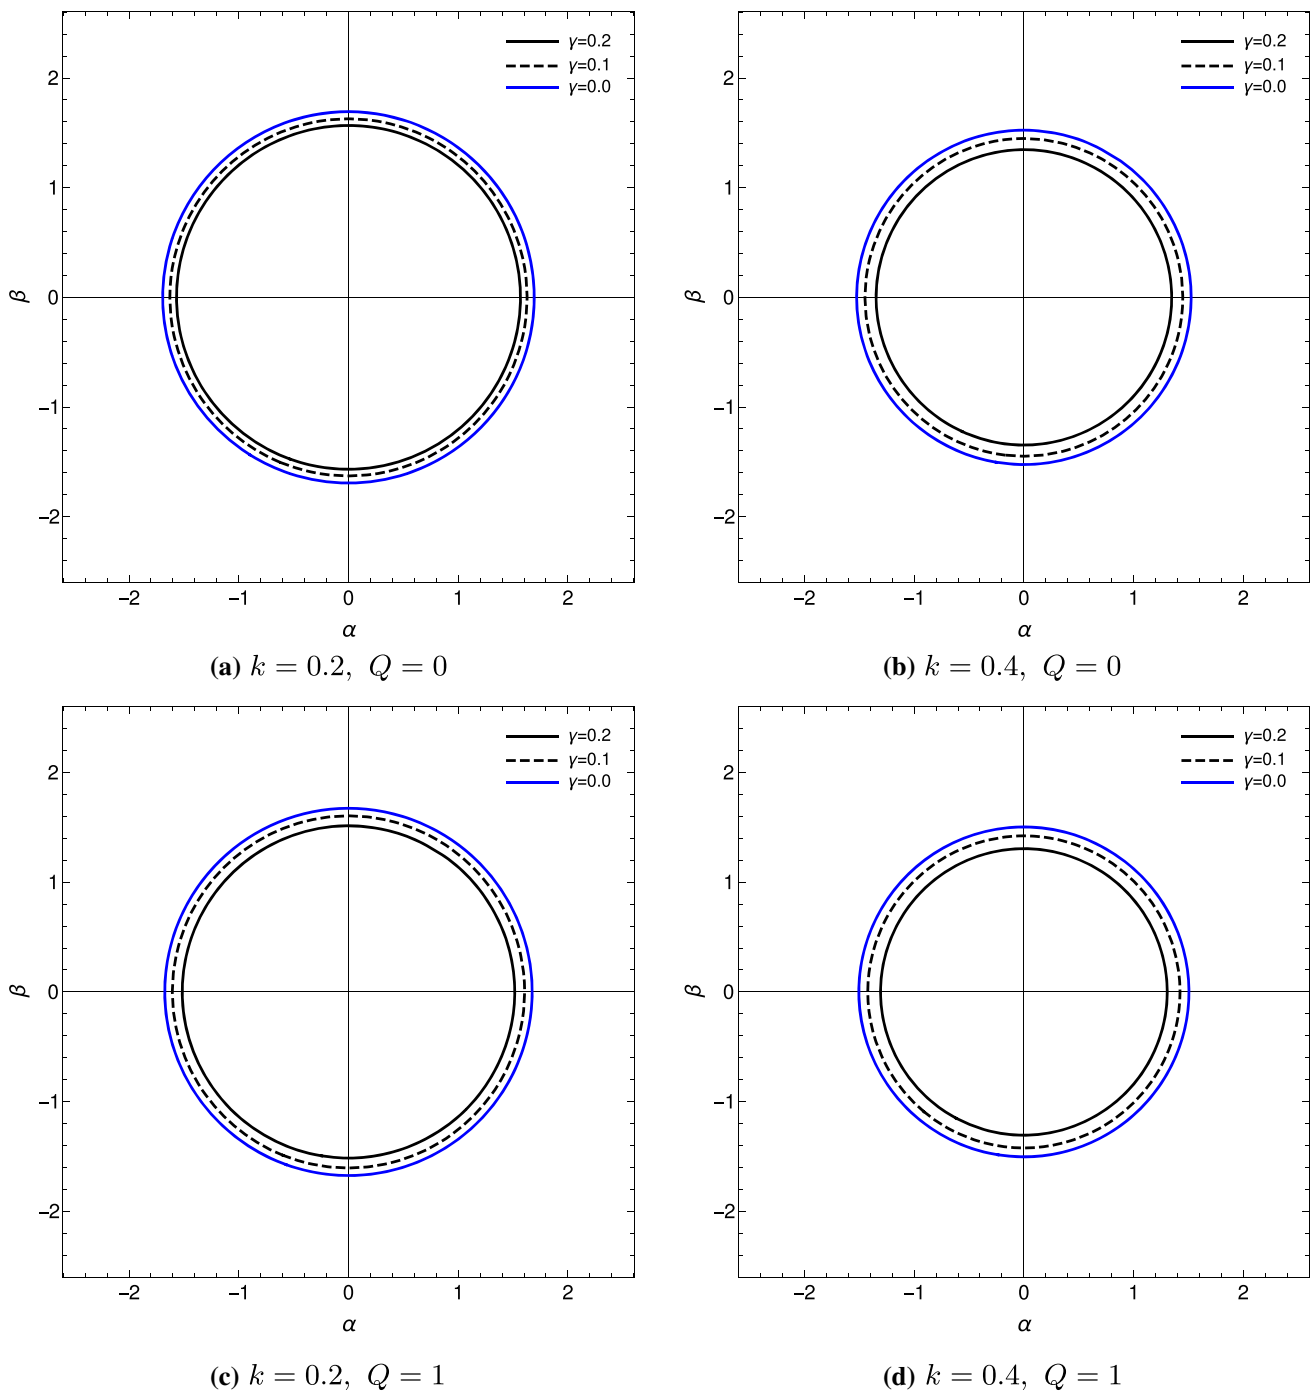 γ=0.2
γ=0.1
γ=0.0
2
1
0
−1
−2
β
−2 −1 0 1 2
α
(a) k = 0.2, Q = 0
γ=0.2
γ=0.1
γ=0.0
2
1
0
−1
−2
β
−2 −1 0 1 2
α
(b) k = 0.4, Q = 0
γ=0.2
γ=0.1
γ=0.0
2
1
0
−1
−2
β
−2 −1 0 1 2
α
(c) k = 0.2, Q = 1
γ=0.2
γ=0.1
γ=0.0
2
1
0
−1
−2
β
−2 −1 0 1 2
α
(d) k = 0.4, Q = 1